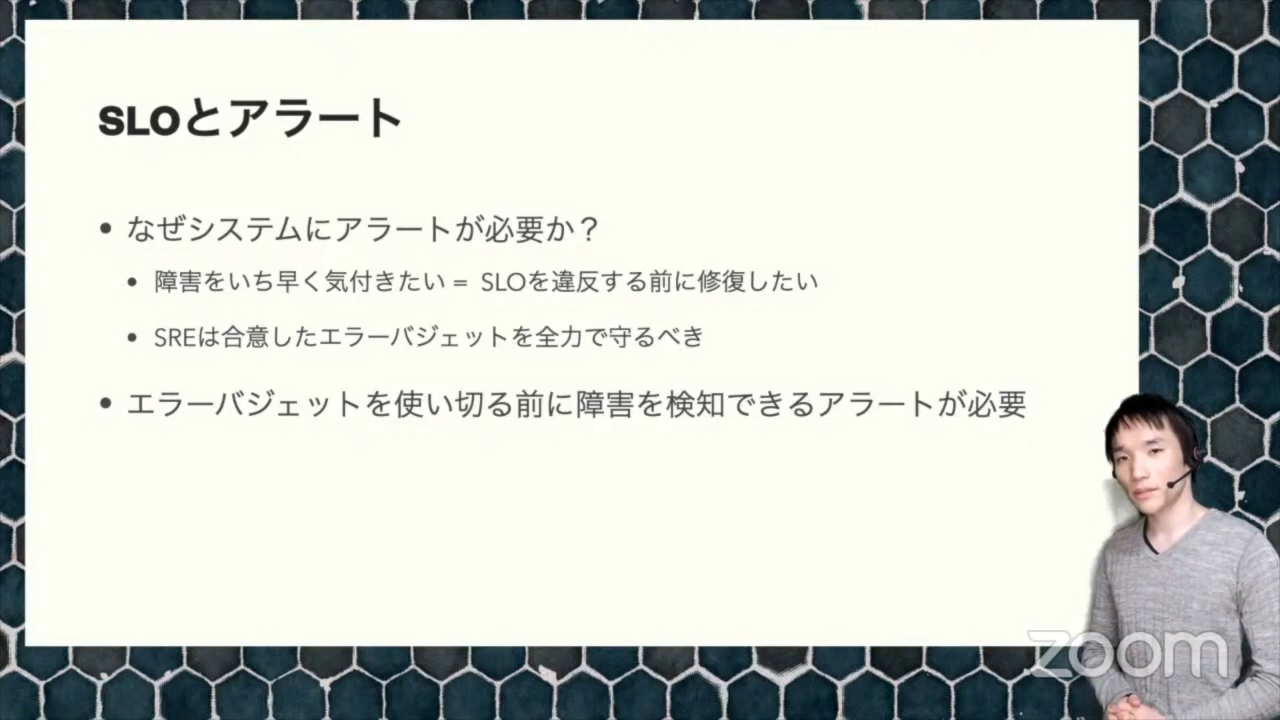 SLOとアラート
• なぜシステムにアラートが必要か？
• 障害をいち早く気付きたい = SLOを違反する前に修復したい
• SREは合意したエラーバジェットを全力で守るべき
• エラーバジェットを使い切る前に障害を検知できるアラートが必要
zoom